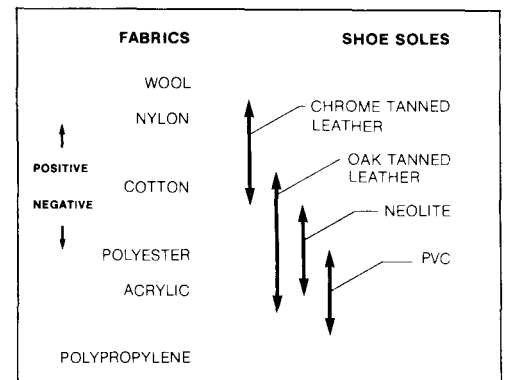 FABRICS
SHOE SOLES
WOOL
NYLON
CHROME TANNED
LEATHER
POSITIVE
OAK TANNED
LEATHER
COTTON
NEGATIVE
NEOLITE
POLYESTER
PVC
ACRYLIC
POLYPROPYLENE